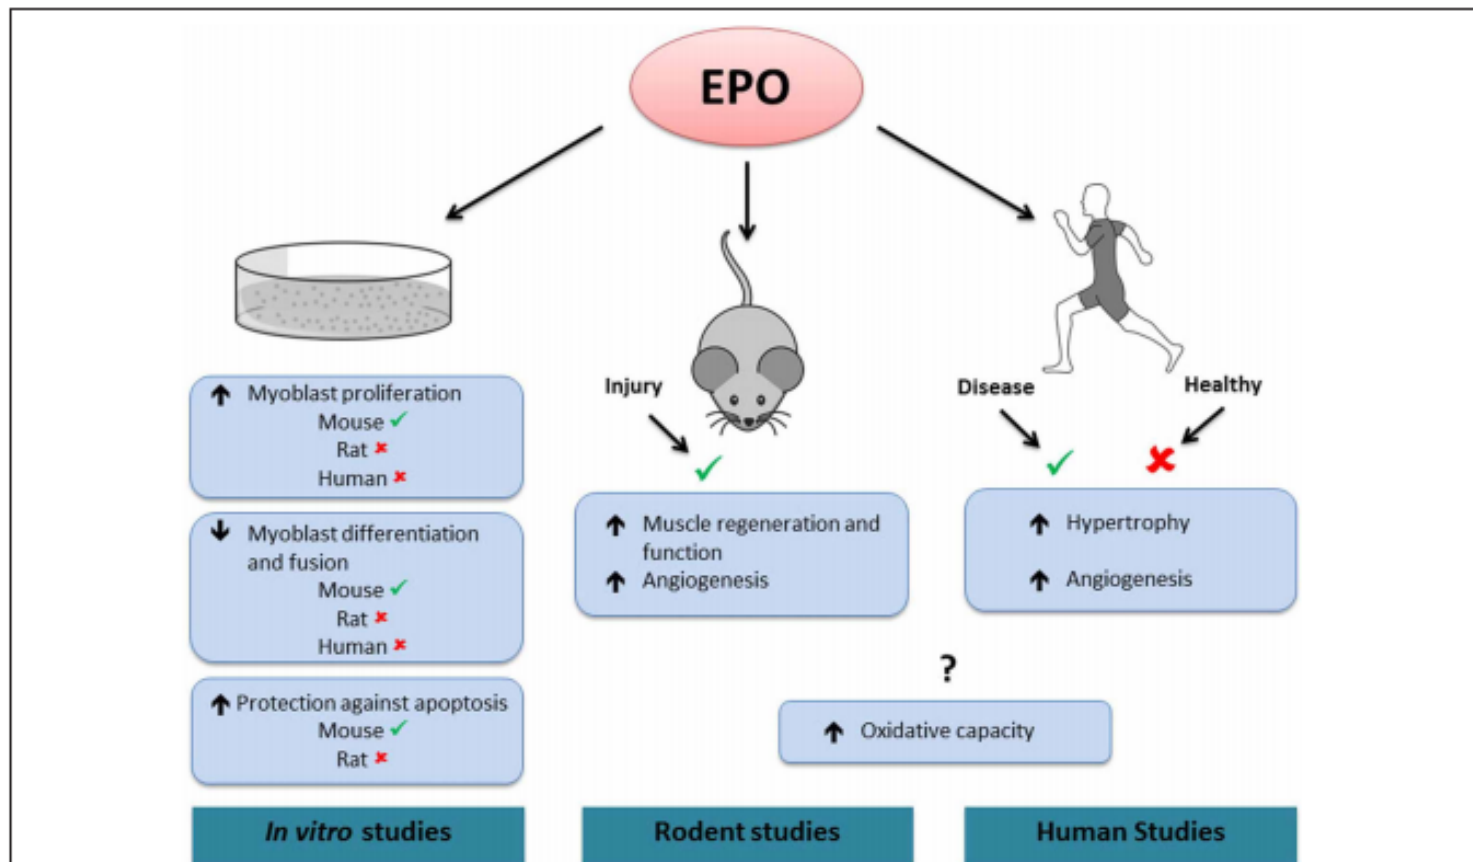 EPO
Myoblast proliferation
Mouse ✓
Rat ✘
Human ✘
Myoblast differentiation
and fusion
Mouse ✓
Rat ✘
Human ✘
Protection against apoptosis
Mouse ✓
Rat ✘
In vitro studies
Injury
Muscle regeneration and
function
Angiogenesis
Rodent studies
Disease
Healthy
Hypertrophy
Angiogenesis
?
Oxidative capacity
Human Studies